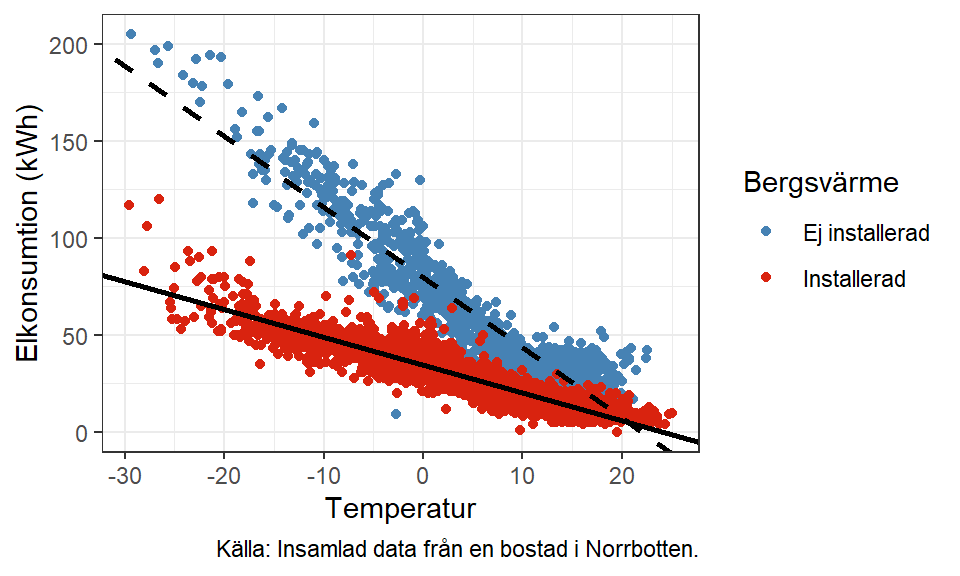 200
150
100
50
0
Elkonsumtion (kWh)
-30 -20 -10 0 10 20
Temperatur
Bergsvärme
Ej installerad
Installerad
Källa: Insamlad data från en bostad i Norrbotten.